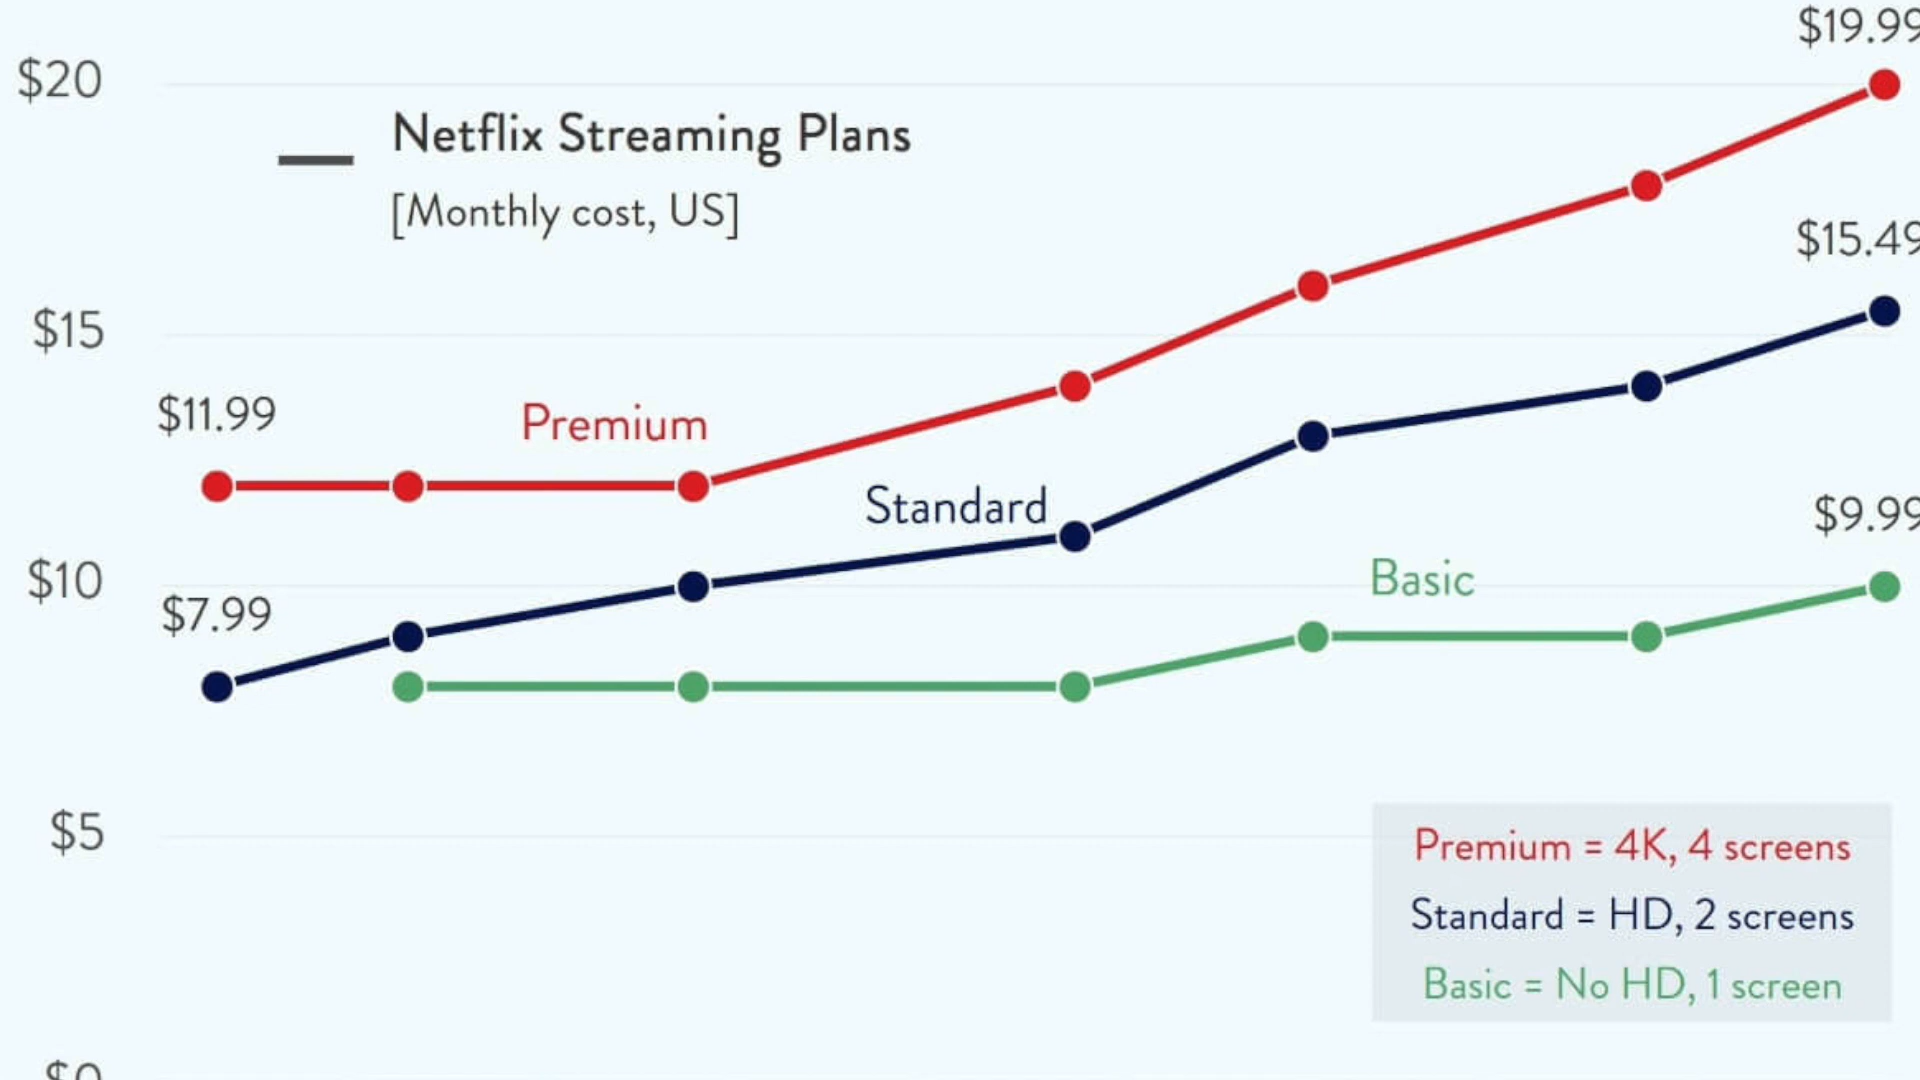 $19.99
$20
Netflix Streaming Plans
[Monthly cost, US]
$15.49
$15
$11.99
Premium
Standard
$9.99
$10
Basic
$7.99
$5
Premium = 4K, 4 screens
Standard = HD, 2 screens
Basic = No HD, 1 screen
$0